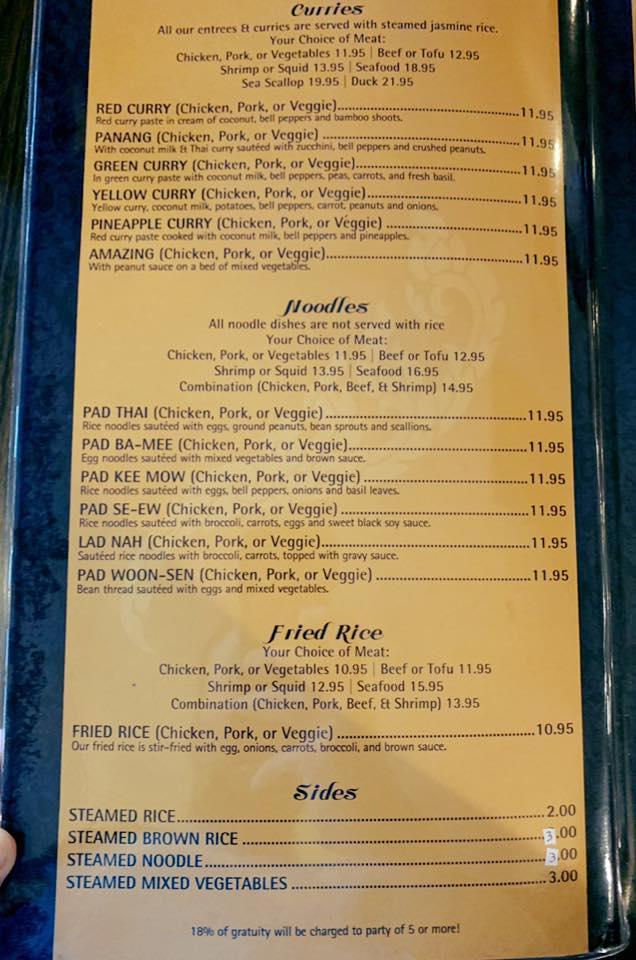 Curries
All our entrees & curries are served with steamed jasmine rice.
Your Choice of Meat:
Chicken, Pork, or Vegetables 11.95 | Beef or Tofu 12.95
Shrimp or Squid 13.95 | Seafood 18.95
Sea Scallop 19.95 | Duck 21.95
RED CURRY (Chicken, Pork, or Veggie)....................................11.95
Red curry paste in cream of coconut, bell peppers and bamboo shoots.
PANANG (Chicken, Pork, or Veggie) ........................................11.95
With coconut milk & Thai curry sautéed with zucchini, bell peppers and crushed peanuts.
GREEN CURRY (Chicken, Pork, or Veggie)..................................11.95
In green curry paste with coconut milk, bell peppers, peas, carrots, and fresh basil.
YELLOW CURRY (Chicken, Pork, or Veggie)................................11.95
Yellow curry, coconut milk, potatoes, bell peppers, carrot, peanuts and onions.
PINEAPPLE CURRY (Chicken, Pork, or Veggie) ............................11.95
Red curry paste cooked with coconut milk, bell peppers and pineapples.
AMAZING (Chicken, Pork, or Veggie)........................................11.95
With peanut sauce on a bed of mixed vegetables.
Noodles
All noodle dishes are not served with rice
Your Choice of Meat:
Chicken, Pork, or Vegetables 11.95 | Beef or Tofu 12.95
Shrimp or Squid 13.95 | Seafood 16.95
Combination (Chicken, Pork, Beef, & Shrimp) 14.95
PAD THAI (Chicken, Pork, or Veggie) ........................................11.95
Rice noodles sautéed with eggs, ground peanuts, bean sprouts and scallions.
PAD BA-MEE (Chicken, Pork, or Veggie)....................................11.95
Egg noodles sautéed with mixed vegetables and brown sauce.
PAD KEE MOW (Chicken, Pork, or Veggie) ................................11.95
Rice noodles sautéed with eggs, bell peppers, onions and basil leaves.
PAD SE-EW (Chicken, Pork, or Veggie) ......................................11.95
Rice noodles sautéed with broccoli, carrots, eggs and sweet black soy sauce.
LAD NAH (Chicken, Pork, or Veggie)..........................................11.95
Sautéed rice noodles with broccoli, carrots, topped with gravy sauce.
PAD WOON-SEN (Chicken, Pork, or Veggie) ..............................11.95
Bean thread sautéed with eggs and mixed vegetables.
Fried Rice
Your Choice of Meat:
Chicken, Pork, or Vegetables 10.95 | Beef or Tofu 11.95
Shrimp or Squid 12.95 | Seafood 15.95
Combination (Chicken, Pork, Beef, & Shrimp) 13.95
FRIED RICE (Chicken, Pork, or Veggie) ......................................10.95
Our fried rice is stir-fried with egg, onions, carrots, broccoli, and brown sauce.
Sides
STEAMED RICE..........................................................................2.00
STEAMED BROWN RICE ..........................................................3.00
STEAMED NOODLE..................................................................3.00
STEAMED MIXED VEGETABLES ................................................3.00
18% of gratuity will be charged to party of 5 or more!